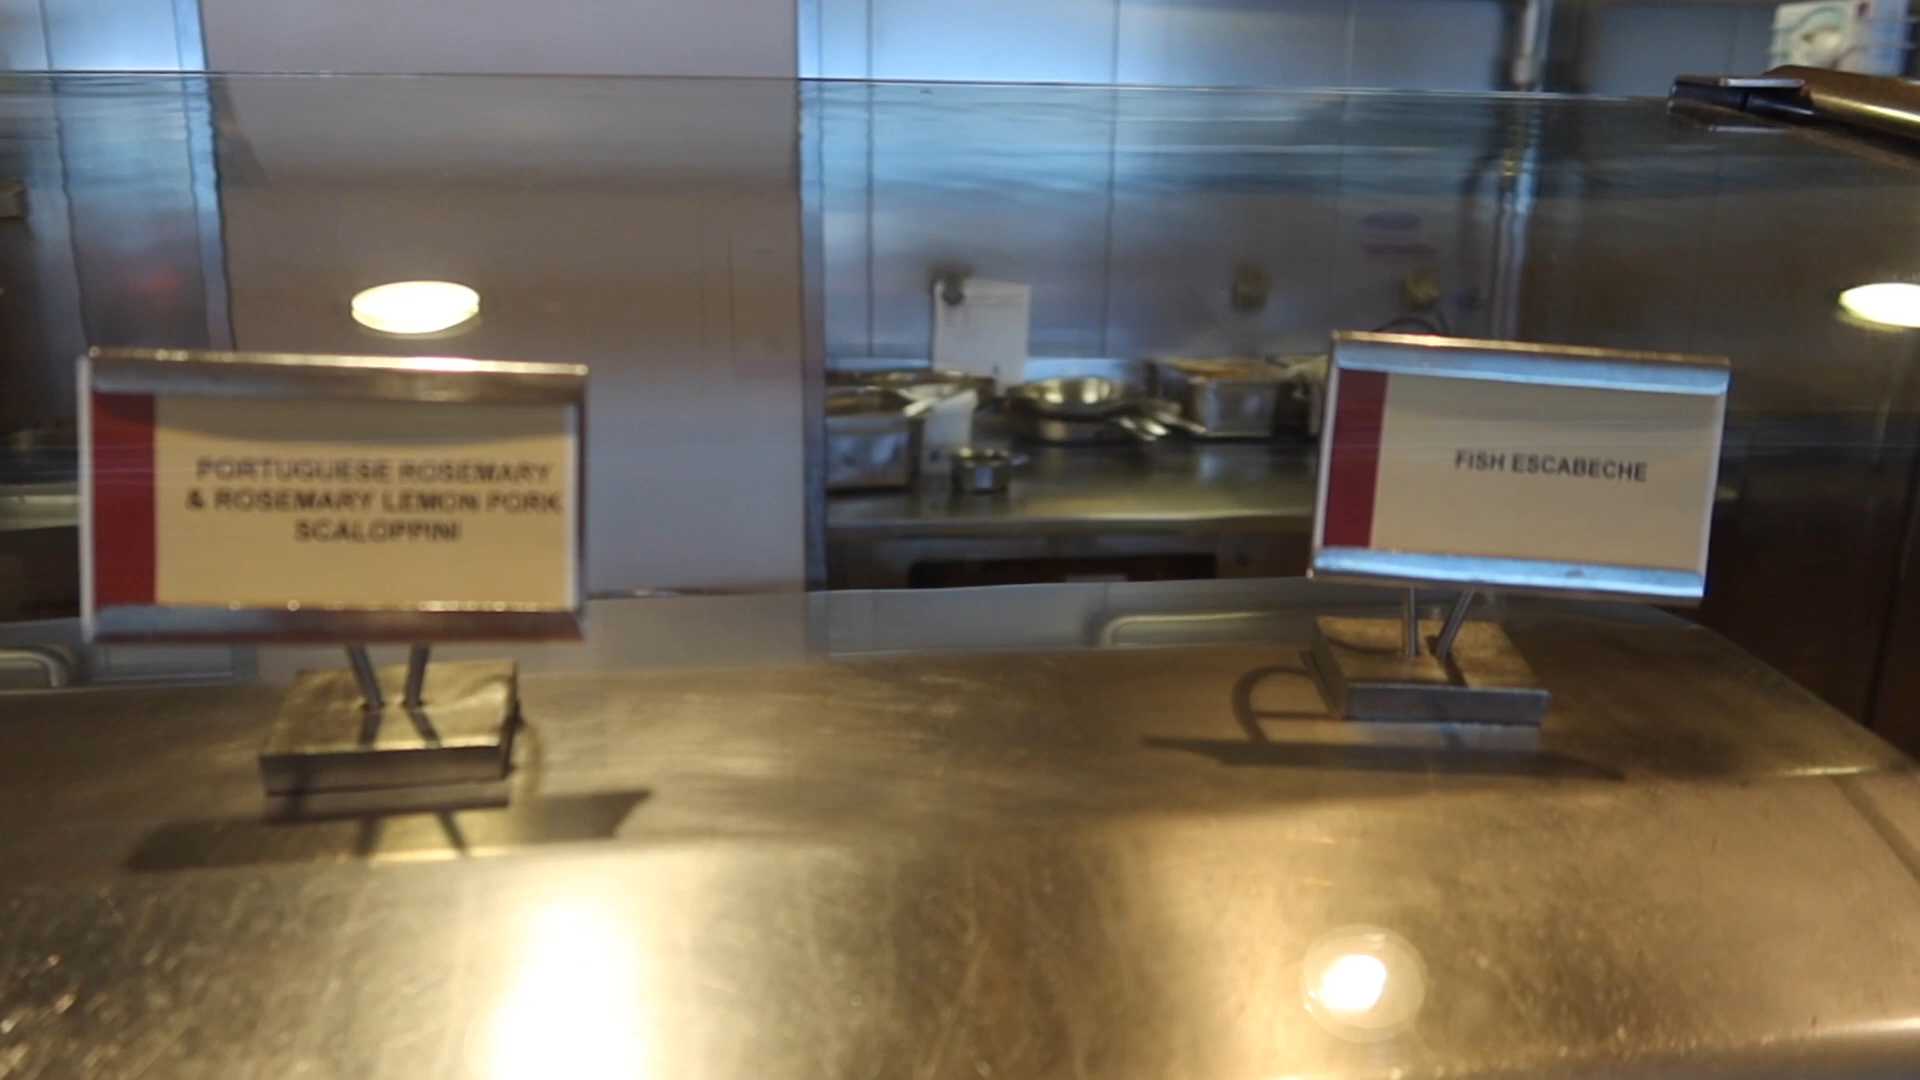 PORTUGUESE ROSEMARY
& ROSEMARY LEMON PORK
SCALOPPINI
FISH ESCABECHE